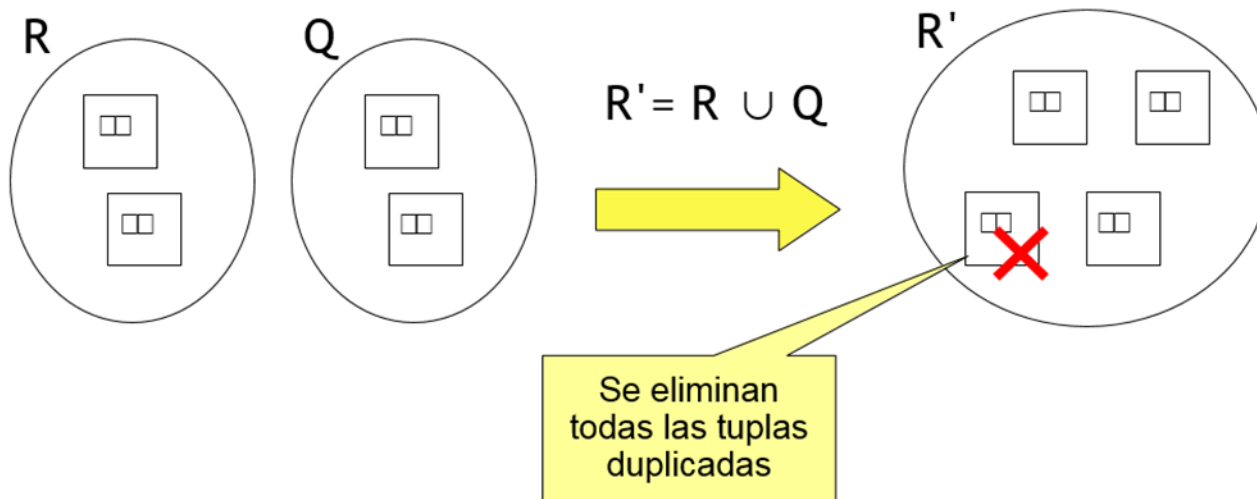 R
Q
R'
R'= R ∪ Q
Se eliminan
todas las tuplas
duplicadas